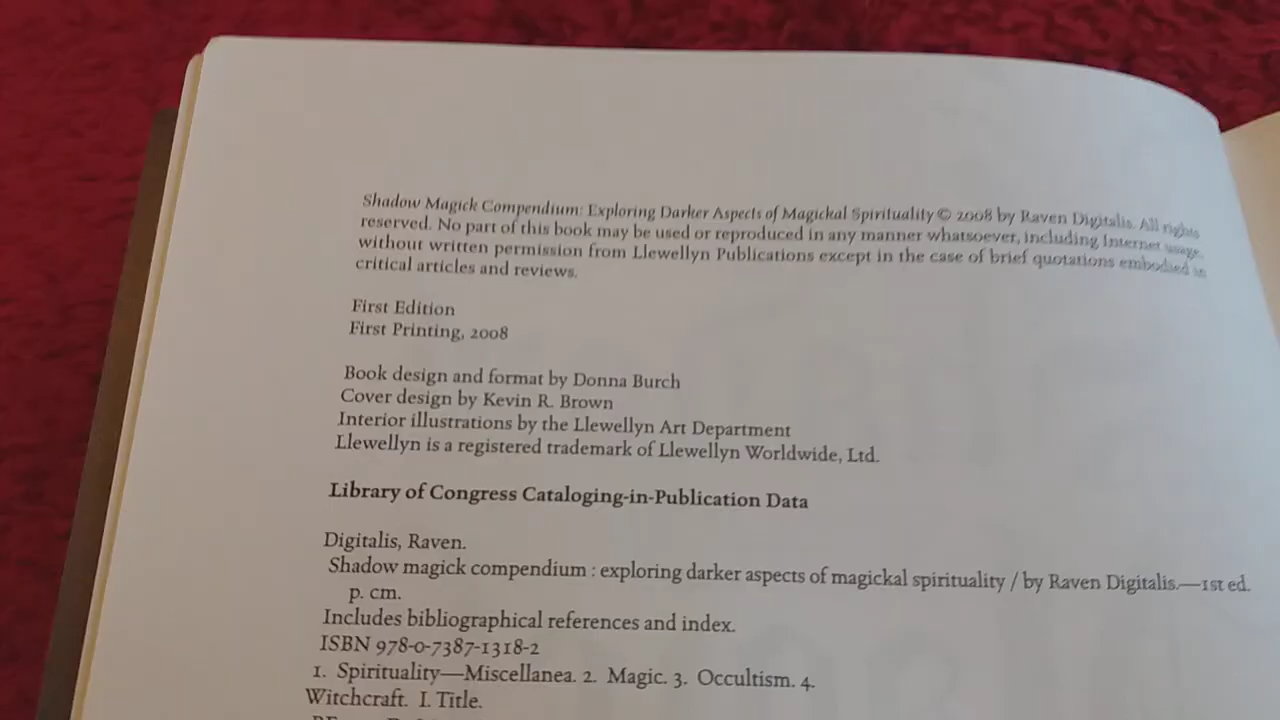 Shadow Magick Compendium: Exploring Darker Aspects of Magickal Spirituality © 2008 by Raven Digitalis. All rights
reserved. No part of this book may be used or reproduced in any manner whatsoever, including Internet usage,
without written permission from Llewellyn Publications except in the case of brief quotations embodied in
critical articles and reviews.
First Edition
First Printing, 2008
Book design and format by Donna Burch
Cover design by Kevin R. Brown
Interior illustrations by the Llewellyn Art Department
Llewellyn is a registered trademark of Llewellyn Worldwide, Ltd.
Library of Congress Cataloging-in-Publication Data
Digitalis, Raven.
Shadow magick compendium : exploring darker aspects of magickal spirituality / by Raven Digitalis.—1st ed.
p. cm.
Includes bibliographical references and index.
ISBN 978-0-7387-1318-2
1. Spirituality—Miscellanea. 2. Magic. 3. Occultism. 4.
Witchcraft. I. Title.